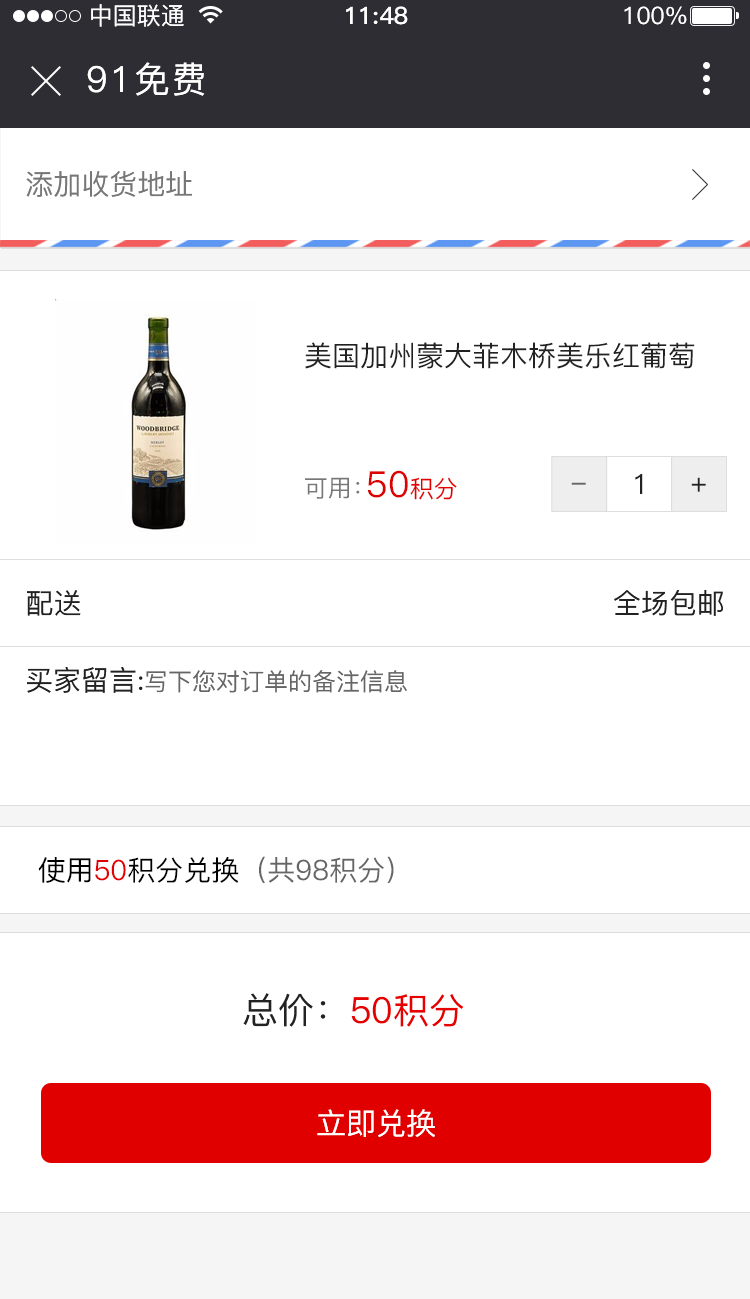 中国联通 11:48 100%
91免费
添加收货地址
美国加州蒙大菲木桥美乐红葡萄
WOODBRIDGE
可用:50积分 － 1 +
配送 全场包邮
买家留言:写下您对订单的备注信息
使用50积分兑换（共98积分）
总价：50积分
立即兑换